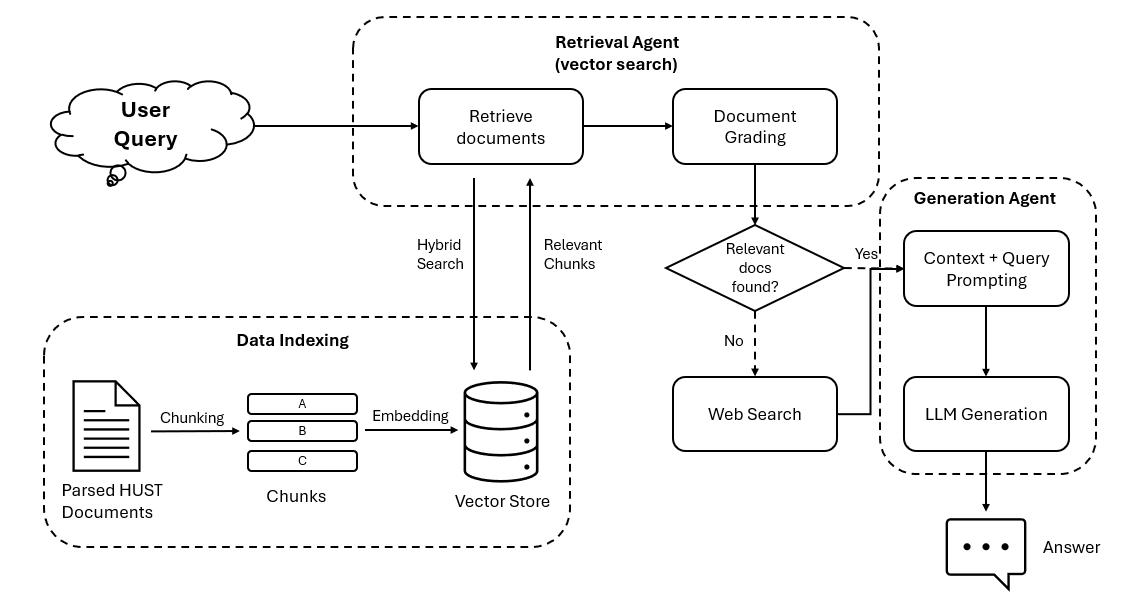 Retrieval Agent
(vector search)
User
Query
Retrieve
documents
Document
Grading
Generation Agent
Hybrid
Search
Relevant
Chunks
Relevant
docs
found?
Yes
Context + Query
Prompting
No
Data Indexing
Chunking
A
B
C
Embedding
Web Search
LLM Generation
Parsed HUST
Documents
Chunks
Vector Store
Answer